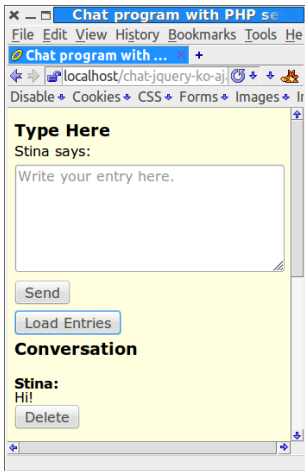 Chat program with PHP se
File Edit View History Bookmarks Tools He
Chat program with ...
localhost/chat-jquery-ko-aj
Disable Cookies CSS Forms Images
Type Here
Stina says:
Write your entry here.
Send
Load Entries
Conversation
Stina:
Hi!
Delete